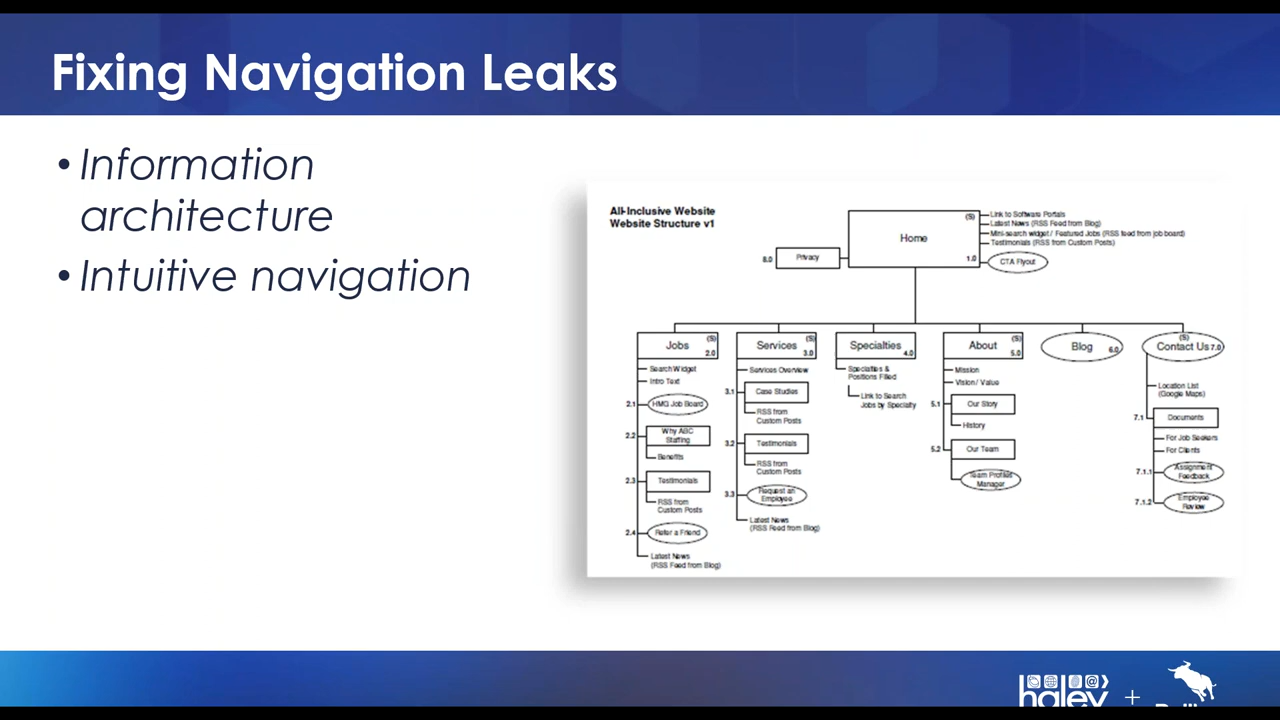 Fixing Navigation Leaks
• Information
architecture
• Intuitive navigation
All-Inclusive Website
Website Structure v1
Home
(S)
1.0
Link to Software Portals
Latest News (RSS Feed from Blog)
Mini-search widget / Featured Jobs (RSS feed from job board)
Testimonials (RSS from Custom Posts)
CTA Flyout
8.0
Privacy
Jobs
(S)
2.0
Search Widget
Intro Text
2.1
HMG Job Board
2.2
Why ABC
Staffing
Benefits
2.3
Testimonials
RSS from
Custom Posts
2.4
Refer a Friend
Latest News
(RSS Feed from Blog)
Services
(S)
3.0
Services Overview
3.1
Case Studies
RSS from
Custom Posts
3.2
Testimonials
RSS from
Custom Posts
3.3
Request an
Employee
Latest News
(RSS Feed from Blog)
Specialties
(S)
4.0
Specialties &
Positions Filled
Link to Search
Jobs by Specialty
About
(S)
5.0
Mission
Vision / Value
5.1
Our Story
History
5.2
Our Team
Team Profiles
Manager
Blog
6.0
(S)
Contact Us 7.0
Location List
(Google Maps)
7.1
Documents
For Job Seekers
For Clients
7.1.1
Assignment
Feedback
7.1.2
Employee
Review
haley
+